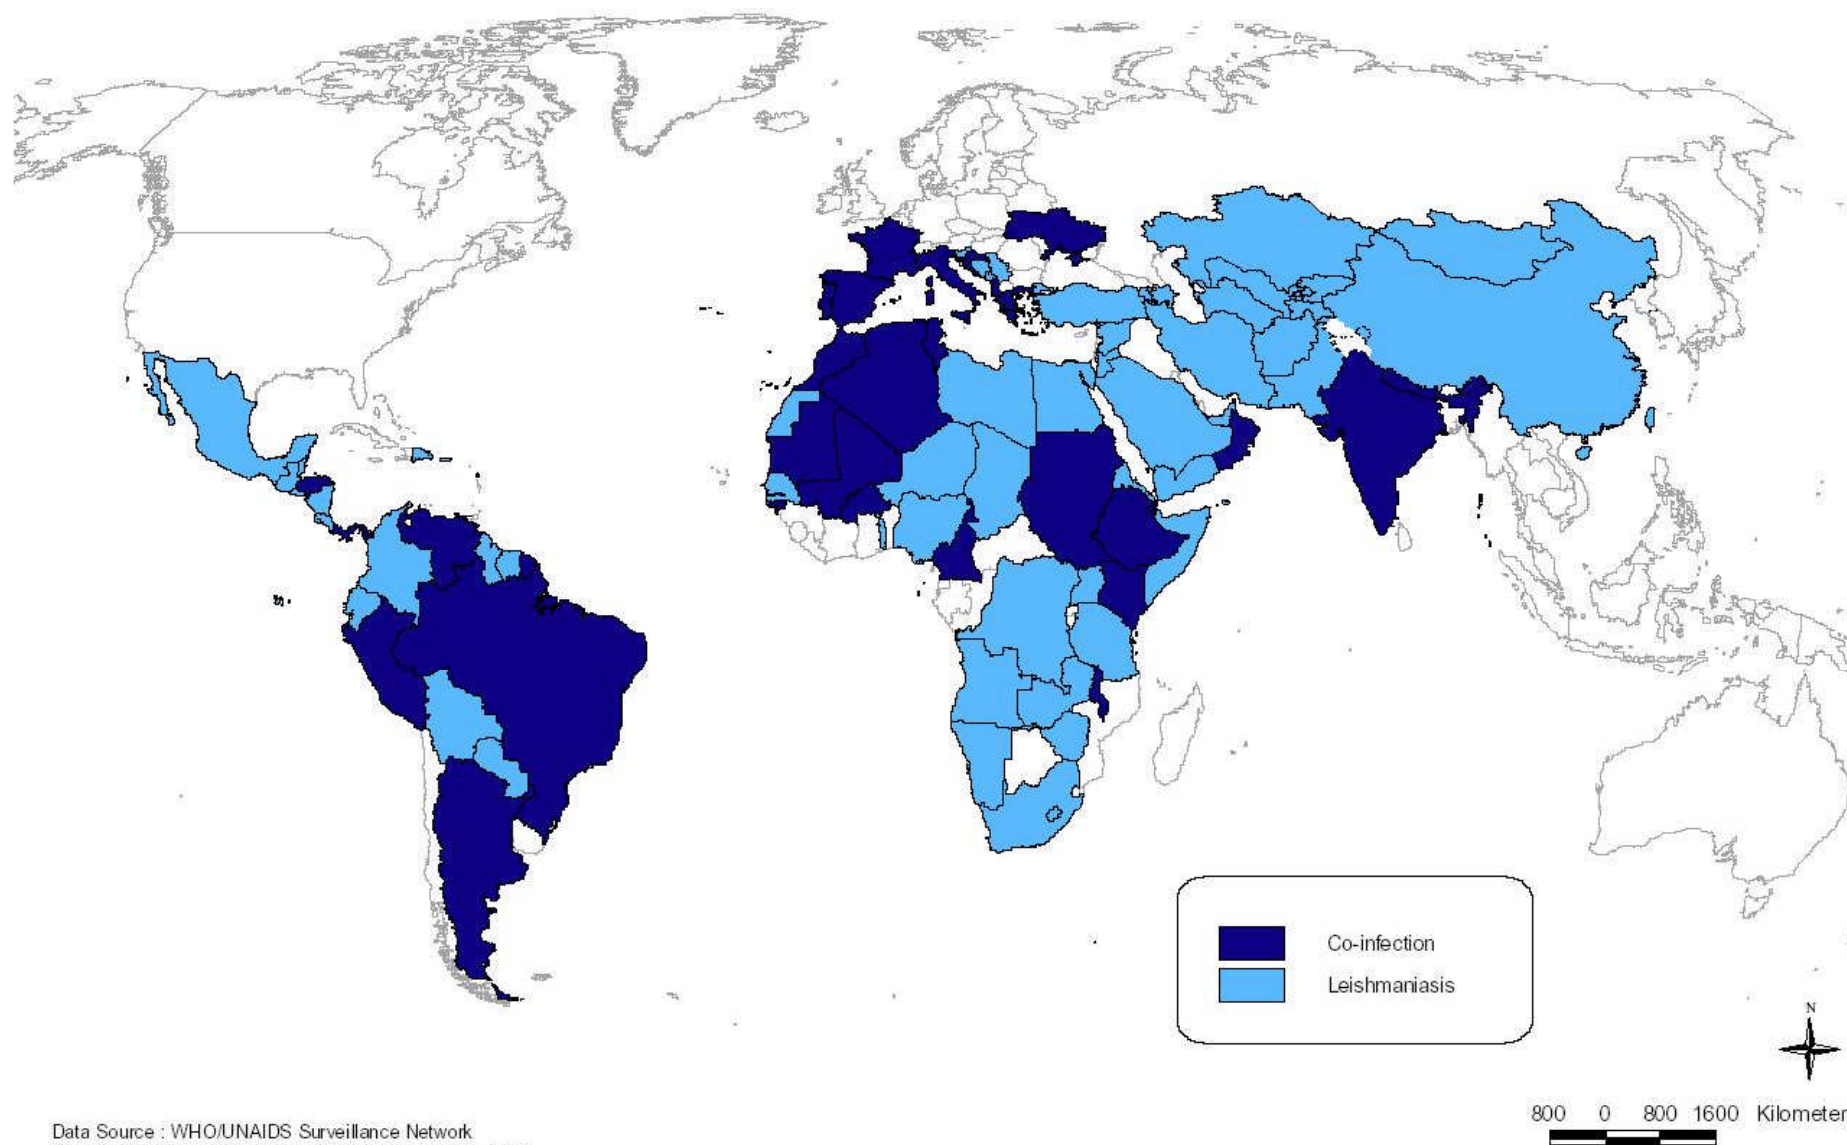 Co-infection
Leishmaniasis
N
800 0 800 1600 Kilometer
Data Source : WHO/UNAIDS Surveillance Network